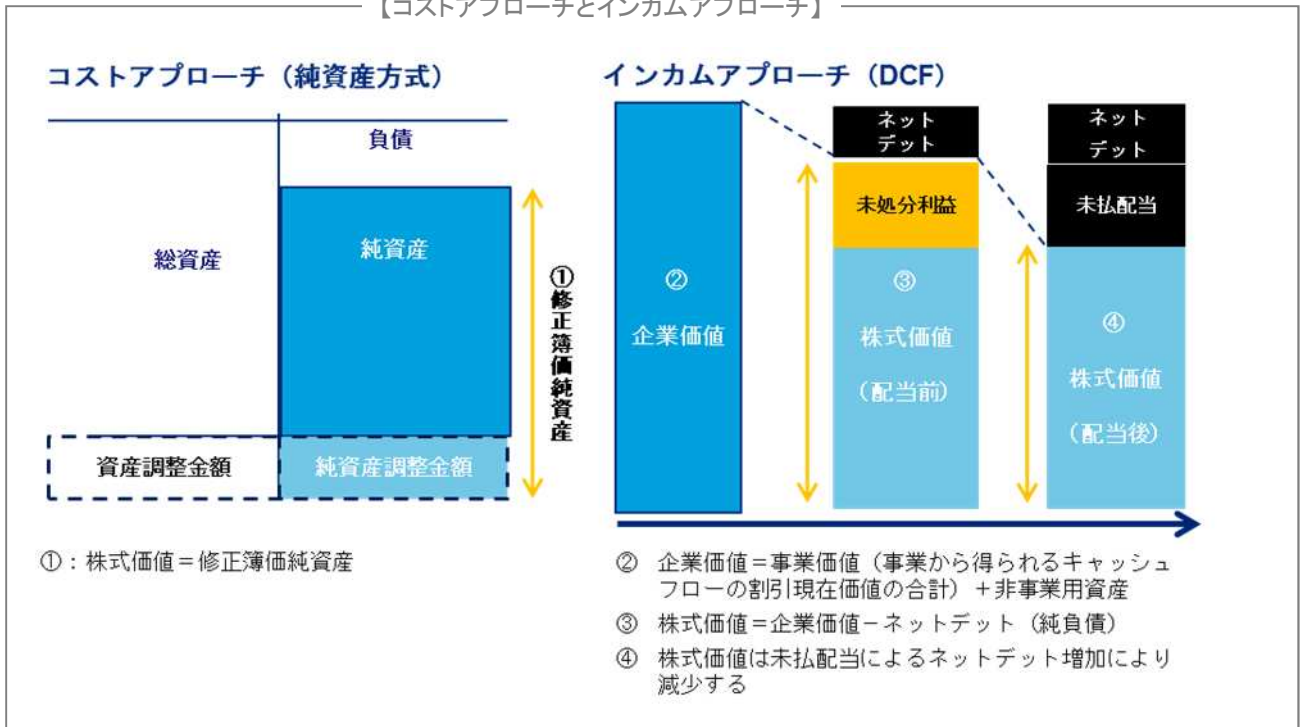 【コストアプローチとインカムアプローチ】
コストアプローチ（純資産方式）
負債
総資産
純資産
①修正簿価純資産
資産調整金額
純資産調整金額
①：株式価値＝修正簿価純資産
インカムアプローチ（DCF）
②
企業価値
ネット
デット
未処分利益
③
株式価値
（配当前）
ネット
デット
未払配当
④
株式価値
（配当後）
② 企業価値＝事業価値（事業から得られるキャッシュ
フローの割引現在価値の合計）＋非事業用資産
③ 株式価値＝企業価値－ネットデット（純負債）
④ 株式価値は未払配当によるネットデット増加により
減少する